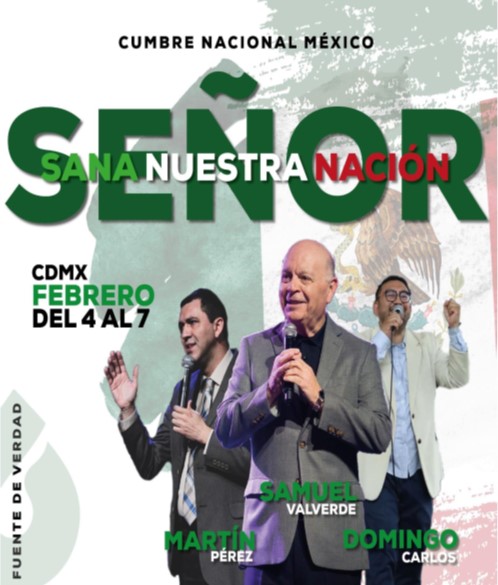 CUMBRE NACIONAL MÉXICO
SEÑOR
SANA NUESTRA NACIÓN
CDMX
FEBRERO
DEL 4 AL 7
SAMUEL
VALVERDE
MARTÍN
PÉREZ
DOMINGO
CARLOS
FUENTE DE VERDAD